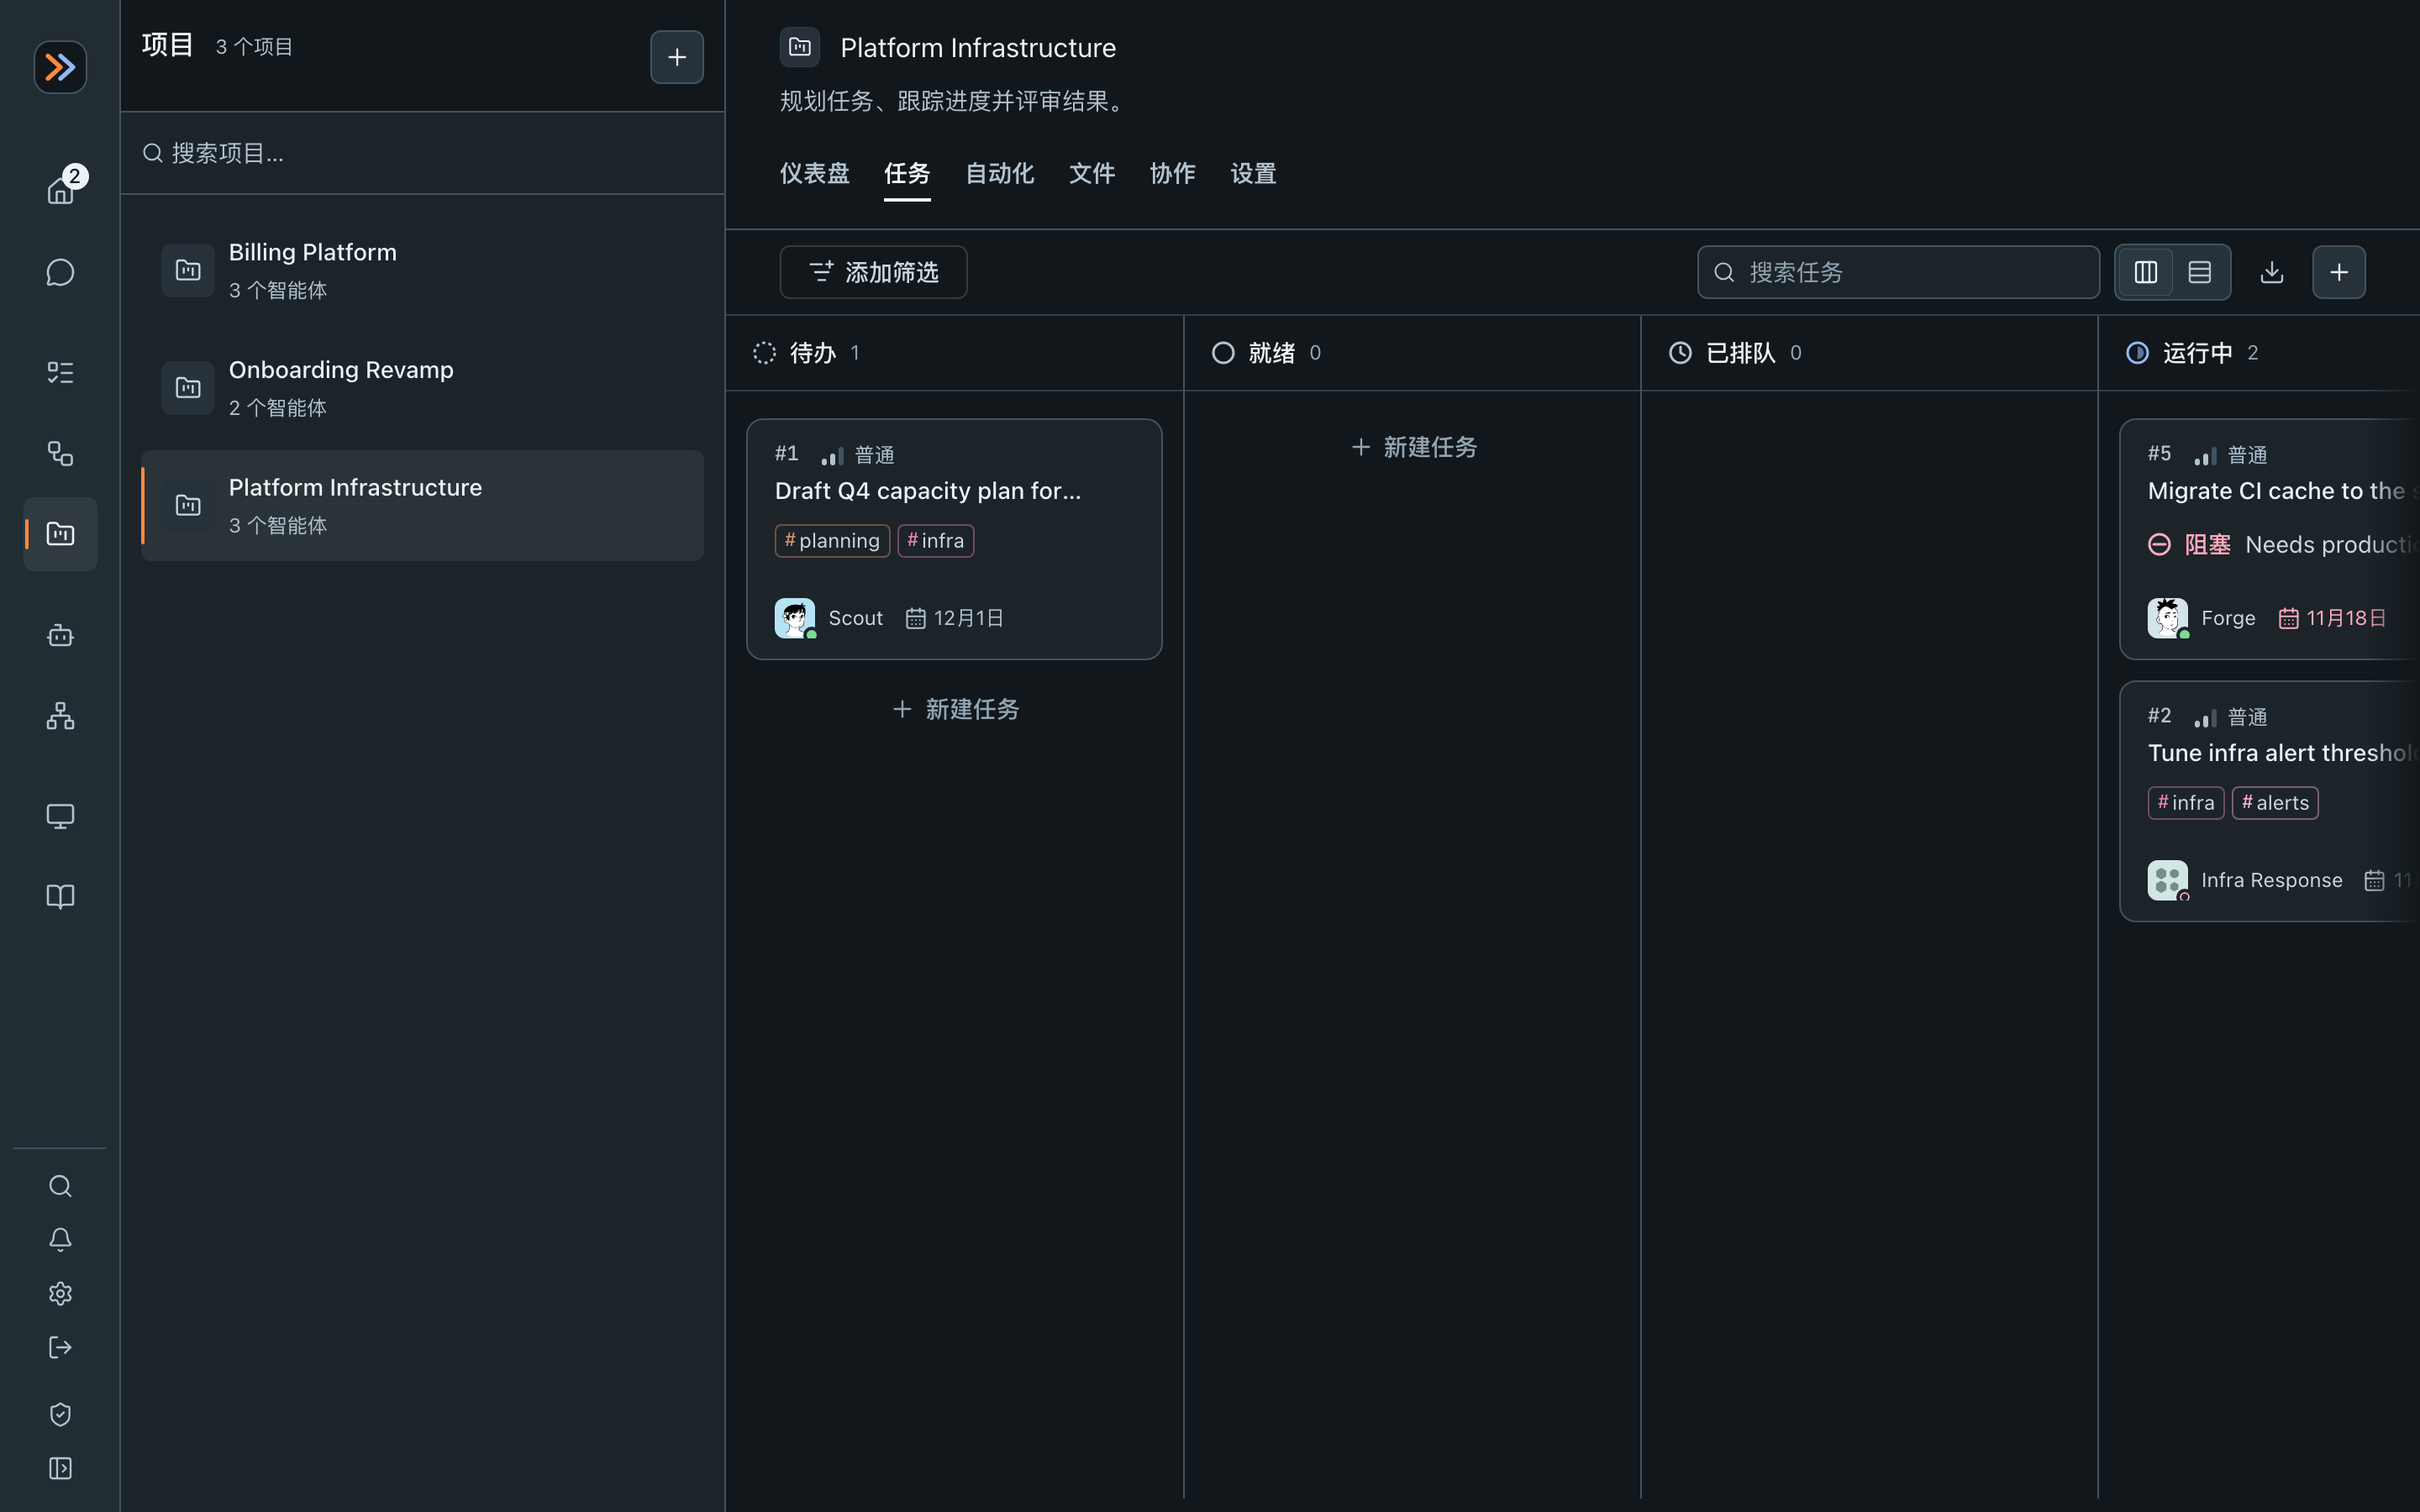 2
项目 3 个项目
搜索项目...
Billing Platform
3 个智能体
Onboarding Revamp
2 个智能体
Platform Infrastructure
3 个智能体
Platform Infrastructure
规划任务、跟踪进度并评审结果。
仪表盘 任务 自动化 文件 协作 设置
添加筛选
搜索任务
待办 1
#1 普通
Draft Q4 capacity plan for...
#planning #infra
Scout 12月1日
新建任务
就绪 0
新建任务
已排队 0
运行中 2
#5 普通
Migrate CI cache to the
阻塞 Needs
Forge 11月18日
#2 普通
Tune infra alert
#infra #alerts
Infra Response 11